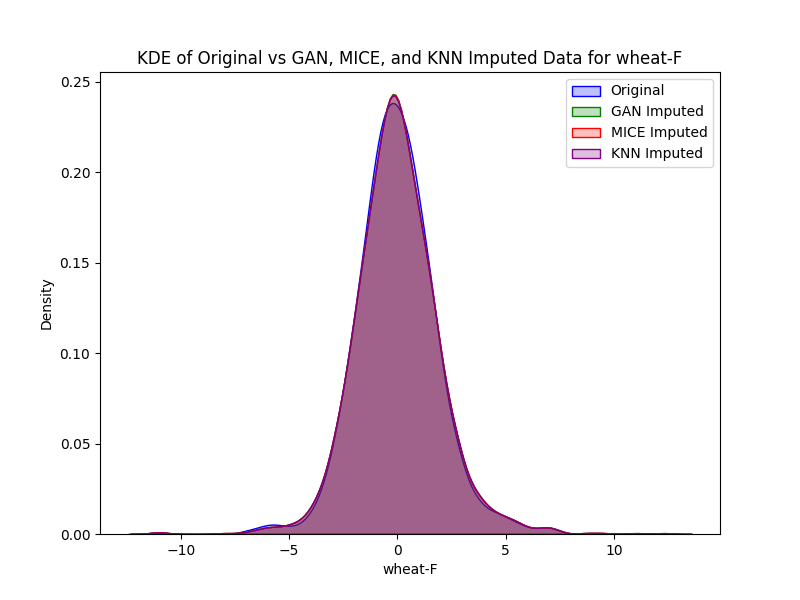 KDE of Original vs GAN, MICE, and KNN Imputed Data for wheat-F
Original
GAN Imputed
MICE Imputed
KNN Imputed
0.25
0.20
0.15
0.10
0.05
0.00
Density
−10
−5
0
5
10
wheat-F